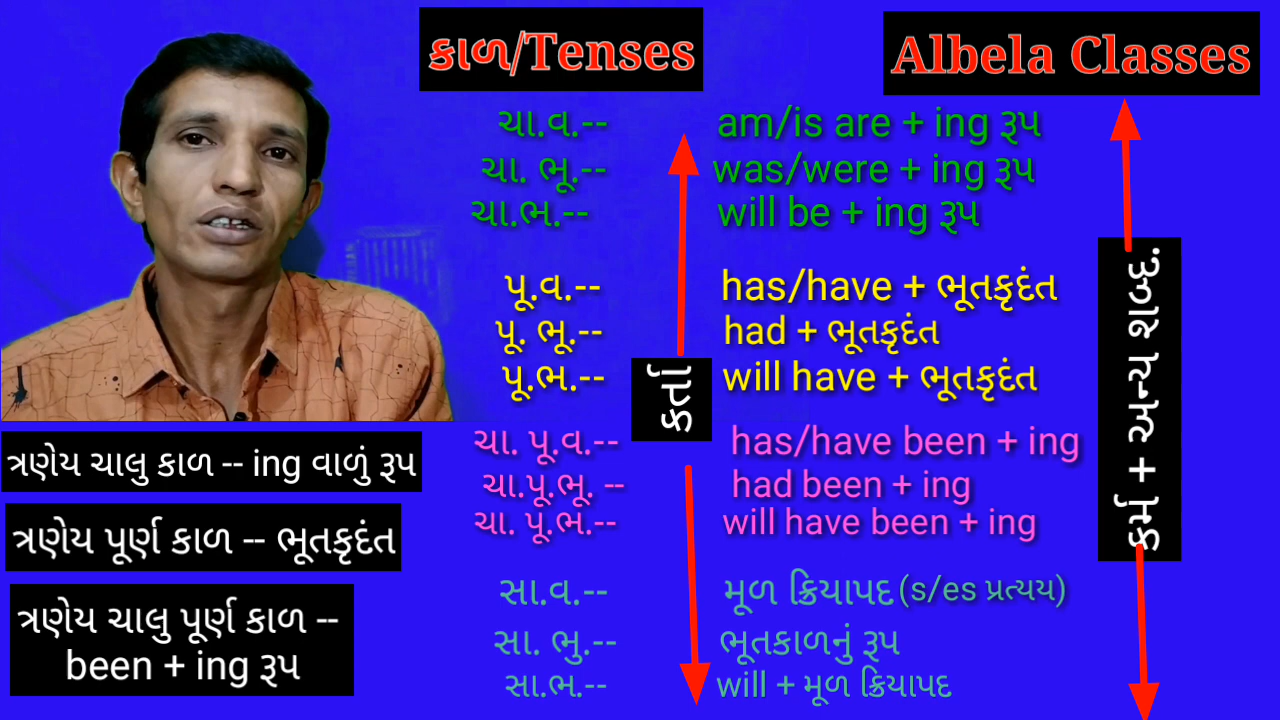 કાળ/Tenses
Albela Classes
ચા.વ.-- am/is are + ing રૂપ
ચા. ભૂ.-- was/were + ing રૂપ
ચા.ભ.-- will be + ing રૂપ
પૂ.વ.-- has/have + ભૂતકૃદંત
પૂ. ભૂ.-- had + ભૂતકૃદંત
પૂ.ભ.-- will have + ભૂતકૃદંત
ચા. પૂ.વ.-- has/have been + ing
ચા.પૂ.ભૂ. -- had been + ing
ચા. પૂ.ભ.-- will have been + ing
સા.વ.-- મૂળ ક્રિયાપદ (s/es પ્રત્યય)
સા. ભુ.-- ભૂતકાળનું રૂપ
સા.ભ.-- will + મૂળ ક્રિયાપદ
કર્તા
કર્મ + અન્ય શબ્દ.
ત્રણેય ચાલુ કાળ -- ing વાળું રૂપ
ત્રણેય પૂર્ણ કાળ -- ભૂતકૃદંત
ત્રણેય ચાલુ પૂર્ણ કાળ --
been + ing રૂપ